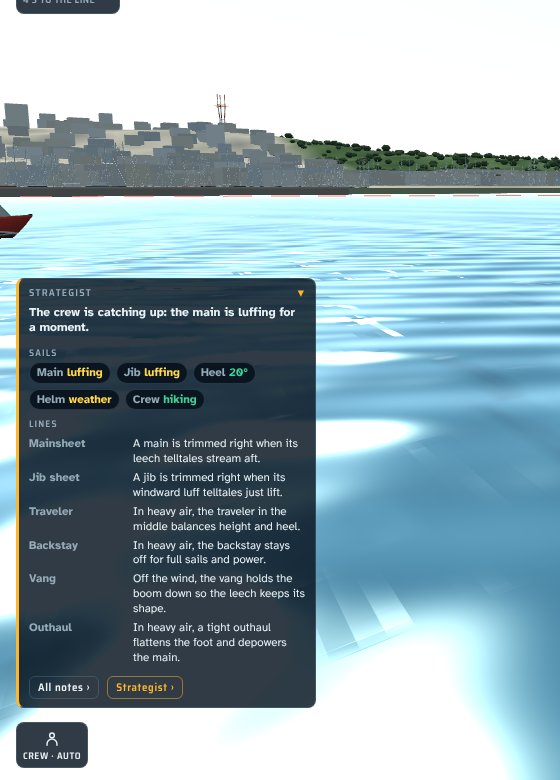 4 S TO THE LINE
STRATEGIST ▼
The crew is catching up: the main is luffing for
a moment.
SAILS
Main luffing Jib luffing Heel 20°
Helm weather Crew hiking
LINES
Mainsheet A main is trimmed right when its
leech telltales stream aft.
Jib sheet A jib is trimmed right when its
windward luff telltales just lift.
Traveler In heavy air, the traveler in the
middle balances height and heel.
Backstay In heavy air, the backstay stays
off for full sails and power.
Vang Off the wind, the vang holds the
boom down so the leech keeps its
shape.
Outhaul In heavy air, a tight outhaul
flattens the foot and depowers
the main.
All notes › Strategist ›
CREW · AUTO